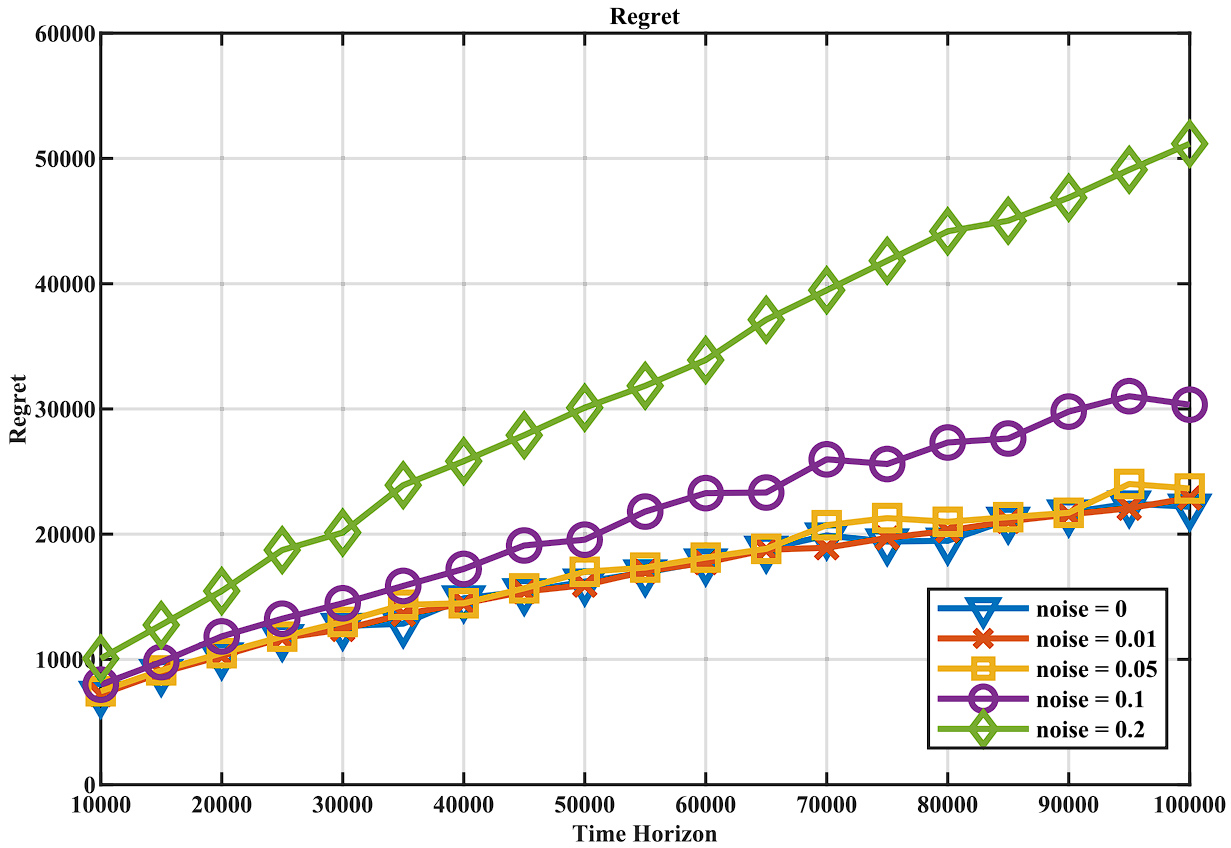 Regret
60000
50000
40000
30000
20000
10000
0
Regret
10000 20000 30000 40000 50000 60000 70000 80000 90000 100000
Time Horizon
noise = 0
noise = 0.01
noise = 0.05
noise = 0.1
noise = 0.2